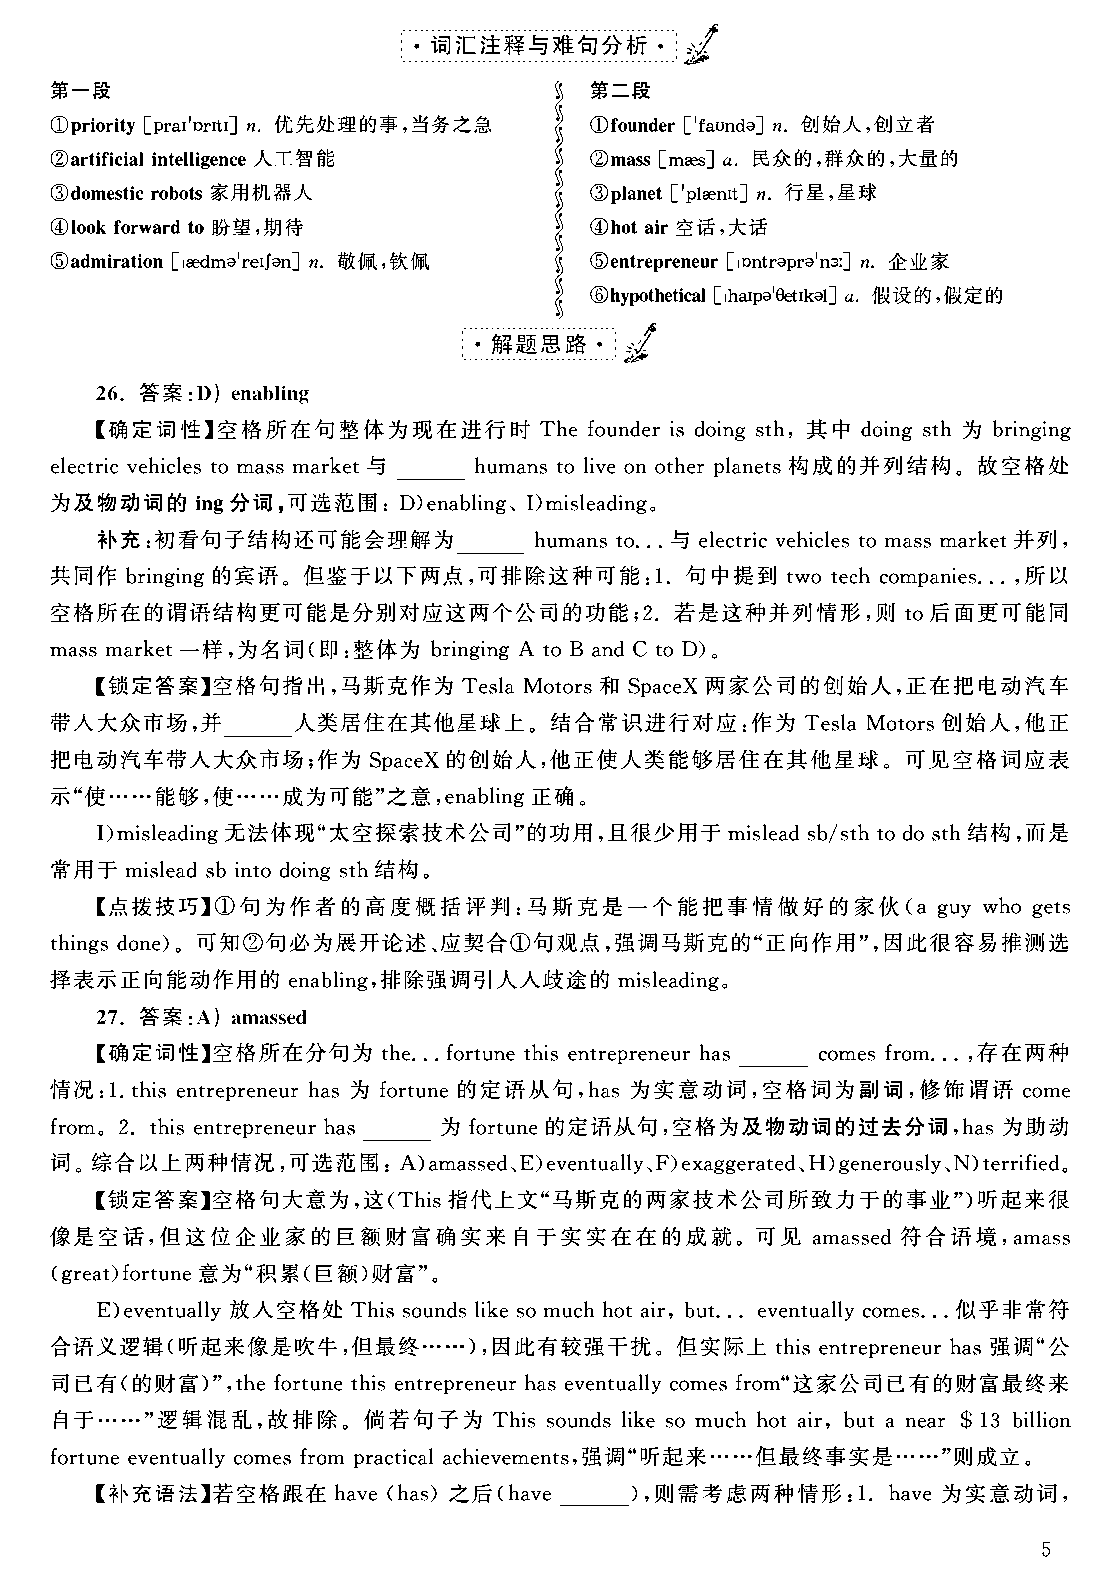 ·词汇注释与难句分析·
第一段
①priority [praɪˈɒrɪtɪ] n. 优先处理的事,当务之急
②artificial intelligence 人工智能
③domestic robots 家用机器人
④look forward to 盼望,期待
⑤admiration [ˌædməˈreɪʃən] n. 敬佩,钦佩
第二段
①founder [ˈfaʊndə] n. 创始人,创立者
②mass [mæs] a. 民众的,群众的,大量的
③planet [ˈplænɪt] n. 行星,星球
④hot air 空话,大话
⑤entrepreneur [ˌɒntrəprəˈnɜː] n. 企业家
⑥hypothetical [ˌhaɪpəˈθetɪkəl] a. 假设的,假定的
·解题思路·
26. 答案:D) enabling
【确定词性】空格所在句整体为现在进行时 The founder is doing sth, 其中 doing sth 为 bringing
electric vehicles to mass market 与 ______ humans to live on other planets 构成的并列结构。故空格处
为及物动词的 ing 分词,可选范围: D)enabling、I)misleading。
补充:初看句子结构还可能会理解为______ humans to... 与 electric vehicles to mass market 并列,
共同作 bringing 的宾语。但鉴于以下两点,可排除这种可能:1. 句中提到 two tech companies...,所以
空格所在的谓语结构更可能是分别对应这两个公司的功能;2. 若是这种并列情形,则 to 后面更可能同
mass market 一样,为名词(即:整体为 bringing A to B and C to D)。
【锁定答案】空格句指出,马斯克作为 Tesla Motors 和 SpaceX 两家公司的创始人,正在把电动汽车
带入大众市场,并______人类居住在其他星球上。结合常识进行对应:作为 Tesla Motors 创始人,他正
把电动汽车带入大众市场;作为 SpaceX 的创始人,他正使人类能够居住在其他星球。可见空格词应表
示“使……能够,使……成为可能”之意,enabling 正确。
I)misleading 无法体现“太空探索技术公司”的功用,且很少用于 mislead sb/sth to do sth 结构,而是
常用于 mislead sb into doing sth 结构。
【点拨技巧】①句为作者的高度概括评判:马斯克是一个能把事情做好的家伙(a guy who gets
things done)。可知②句必为展开论述、应契合①句观点,强调马斯克的“正向作用”,因此很容易推测选
择表示正向能动作用的 enabling,排除强调引人入歧途的 misleading。
27. 答案:A) amassed
【确定词性】空格所在分句为 the... fortune this entrepreneur has ______ comes from...,存在两种
情况:1. this entrepreneur has 为 fortune 的定语从句,has 为实意动词,空格词为副词,修饰谓语 come
from。2. this entrepreneur has ______ 为 fortune 的定语从句,空格为及物动词的过去分词,has 为助动
词。综合以上两种情况,可选范围: A)amassed、E)eventually、F)exaggerated、H)generously、N)terrified。
【锁定答案】空格句大意为,这(This 指代上文“马斯克的两家技术公司所致力于的事业”)听起来很
像是空话,但这位企业家的巨额财富确实来自于实实在在的成就。可见 amassed 符合语境,amass
(great)fortune 意为“积累(巨额)财富”。
E)eventually 放入空格处 This sounds like so much hot air, but... eventually comes... 似乎非常符
合语义逻辑(听起来像是吹牛,但最终……),因此有较强干扰。但实际上 this entrepreneur has 强调“公
司已有(的财富)”,the fortune this entrepreneur has eventually comes from“这家公司已有的财富最终来
自于……”逻辑混乱,故排除。倘若句子为 This sounds like so much hot air, but a near $13 billion
fortune eventually comes from practical achievements,强调“听起来……但最终事实是……”则成立。
【补充语法】若空格跟在 have (has) 之后(have ______),则需考虑两种情形:1. have 为实意动词,
5